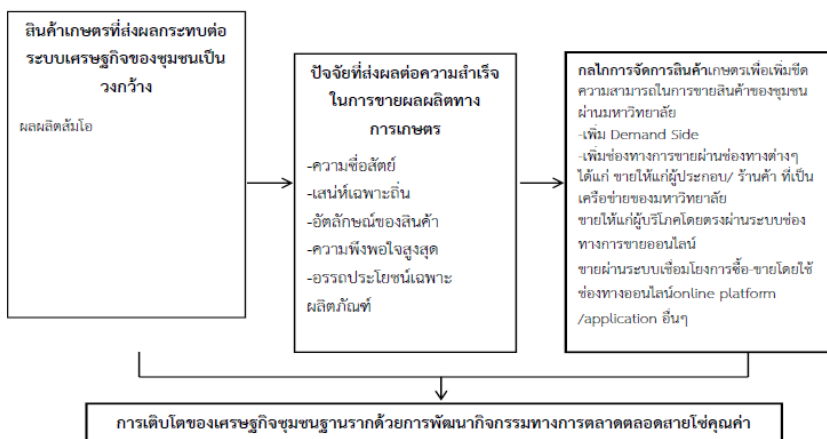 สินค้าเกษตรที่ส่งผลกระทบต่อ
ระบบเศรษฐกิจของชุมชนเป็น
วงกว้าง
ผลผลิตส้มโอ
ปัจจัยที่ส่งผลต่อความสำเร็จ
ในการขายผลผลิตทาง
การเกษตร
-ความซื่อสัตย์
-เสน่ห์เฉพาะถิ่น
-อัตลักษณ์ของสินค้า
-ความพึงพอใจสูงสุด
-อรรถประโยชน์เฉพาะ
ผลิตภัณฑ์
กลไกการจัดการสินค้าเกษตรเพื่อเพิ่มขีด
ความสามารถในการขายสินค้าของชุมชน
ผ่านมหาวิทยาลัย
-เพิ่ม Demand Side
-เพิ่มช่องทางการขายผ่านช่องทางต่างๆ
ได้แก่ ขายให้แก่ผู้ประกอบ/ ร้านค้า ที่เป็น
เครือข่ายของมหาวิทยาลัย
ขายให้แก่ผู้บริโภคโดยตรงผ่านระบบช่อง
ทางการขายออนไลน์
ขายผ่านระบบเชื่อมโยงการซื้อ-ขายโดยใช้
ช่องทางออนไลน์online platform
/application อื่นๆ
การเติบโตของเศรษฐกิจชุมชนฐานรากด้วยการพัฒนากิจกรรมทางการตลาดตลอดสายโซ่คุณค่า